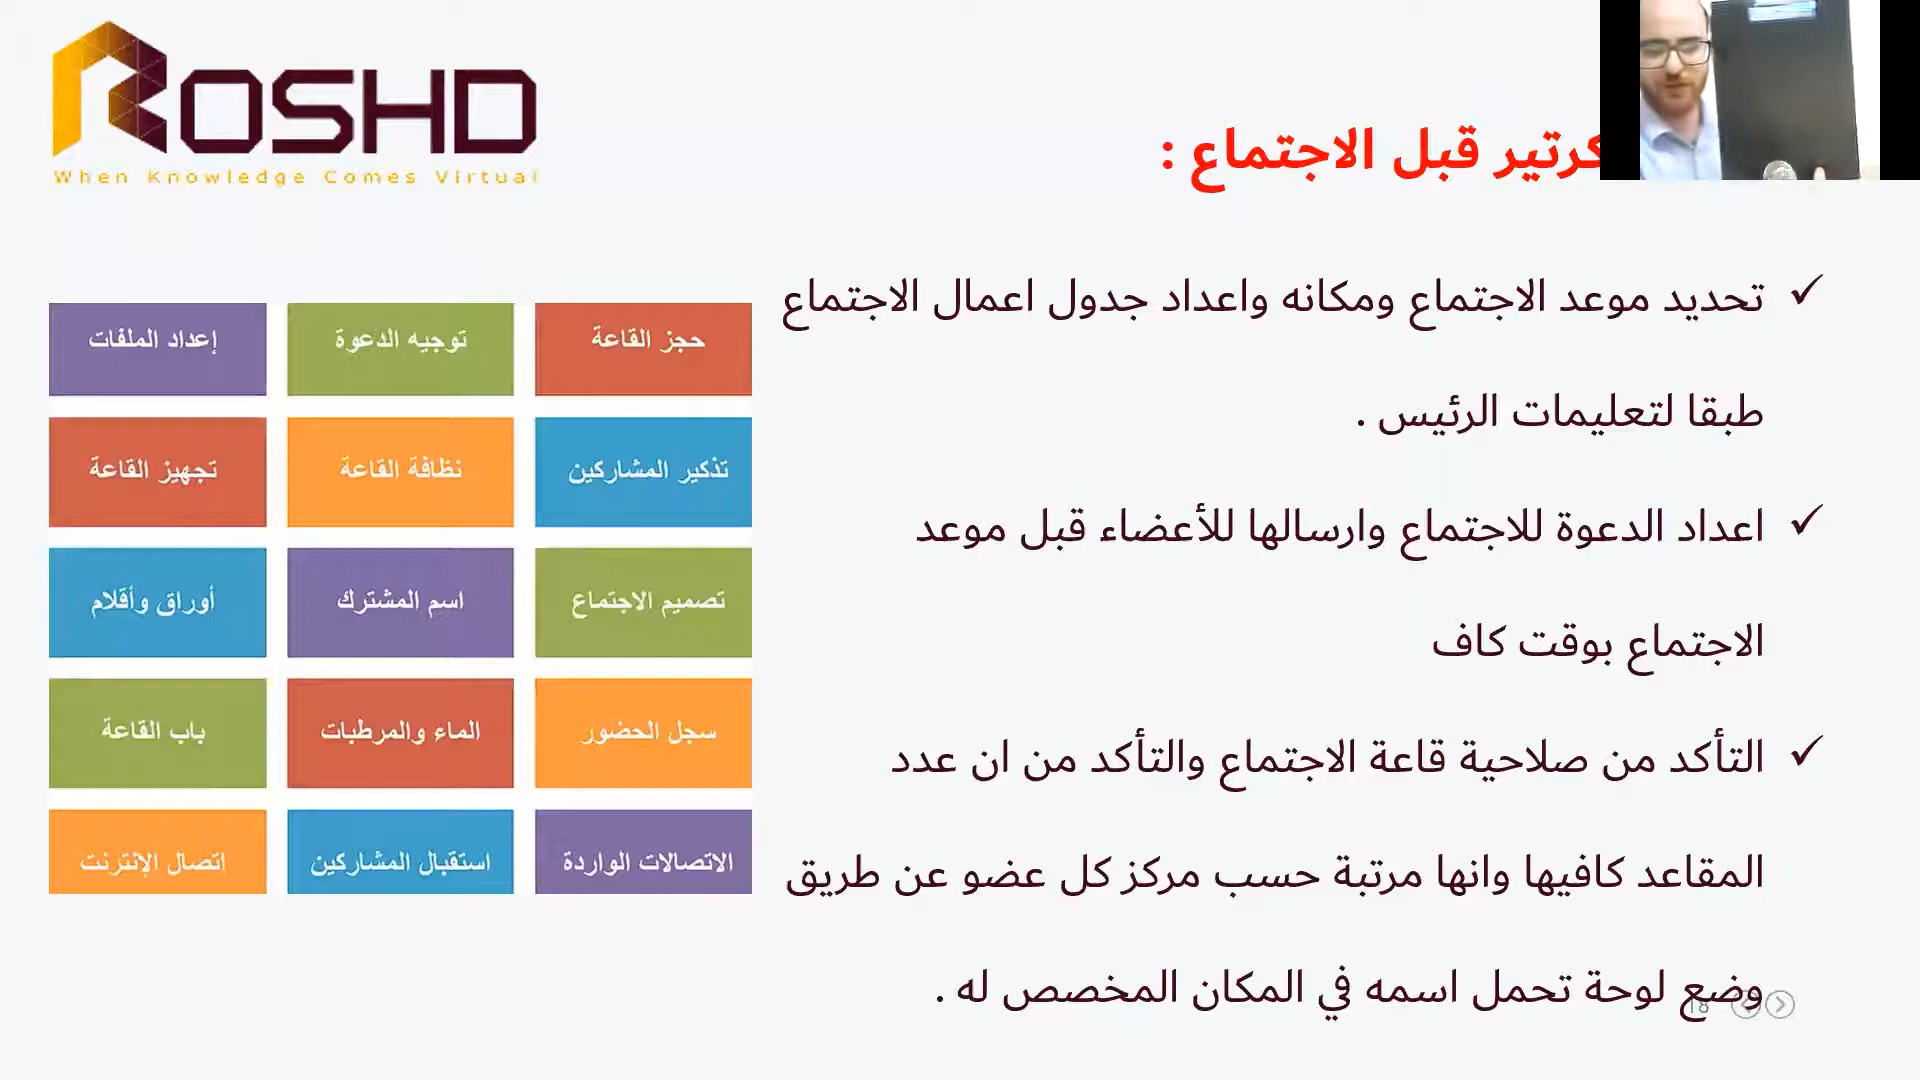 ROSHD
When Knowledge Comes Virtual
قبل الاجتماع :
تحديد موعد الاجتماع ومكانه واعداد جدول اعمال الاجتماع
طبقا لتعليمات الرئيس .
اعداد الدعوة للاجتماع وارسالها للأعضاء قبل موعد
الاجتماع بوقت كاف
التأكد من صلاحية قاعة الاجتماع والتأكد من ان عدد
المقاعد كافيها وانها مرتبة حسب مركز كل عضو عن طريق
وضع لوحة تحمل اسمه في المكان المخصص له .
حجز القاعة
توجيه الدعوة
إعداد الملفات
تذكير المشاركين
نظافة القاعة
تجهيز القاعة
تصميم الاجتماع
اسم المشترك
أوراق وأقلام
سجل الحضور
الماء والمرطبات
باب القاعة
الاتصالات الواردة
استقبال المشاركين
اتصال الإنترنت
18